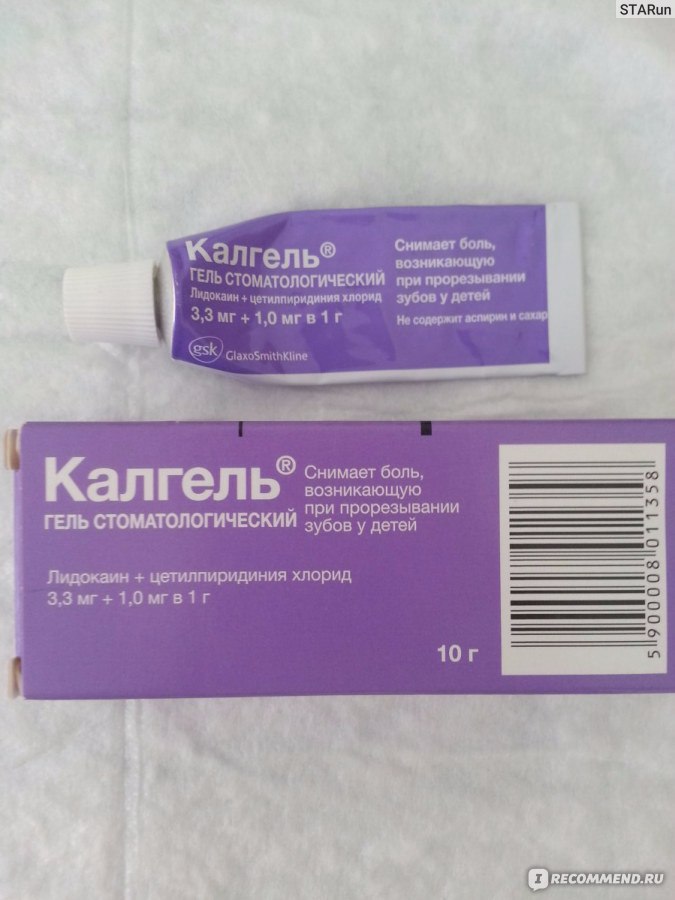 STARun
Калгель®
ГЕЛЬ СТОМАТОЛОГИЧЕСКИЙ
Лидокаин + цетилпиридиния хлорид
3,3 мг + 1,0 мг в 1 г
gsk GlaxoSmithKline
Снимает боль,
возникающую
при прорезывании
зубов у детей
Не содержит аспирин и сахар
Калгель®
ГЕЛЬ СТОМАТОЛОГИЧЕСКИЙ
Снимает боль,
возникающую
при прорезывании
зубов у детей
Лидокаин + цетилпиридиния хлорид
3,3 мг + 1,0 мг в 1 г
10 г
5 900008 011358
I RECOMMEND.RU